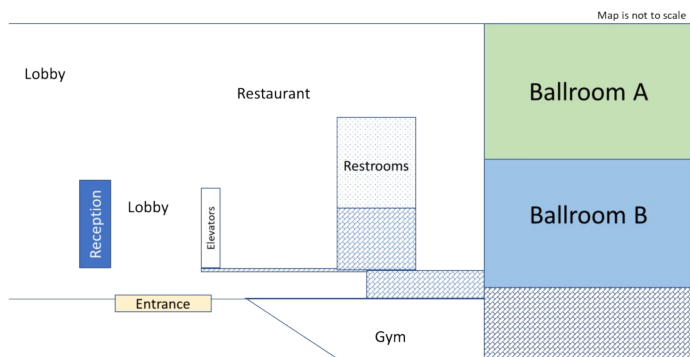 Map is not to scale
Lobby
Restaurant
Ballroom A
Restrooms
Reception
Lobby
Elevators
Ballroom B
Entrance
Gym